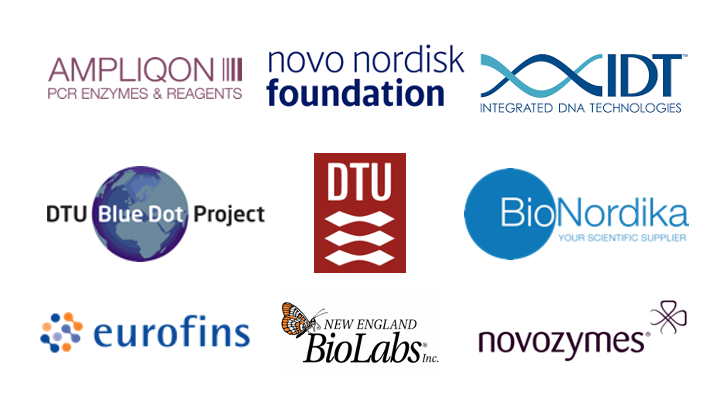 AMPLIQON
PCR ENZYMES & REAGENTS
novo nordisk
foundation
IDT™
INTEGRATED DNA TECHNOLOGIES
DTU Blue Dot Project
DTU
BioNordika
YOUR SCIENTIFIC SUPPLIER
eurofins
NEW ENGLAND
BioLabs® Inc.
novozymes®